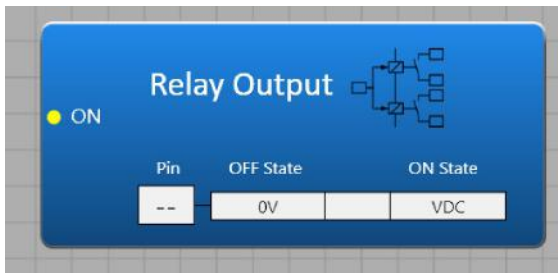 Relay Output
ON
Pin OFF State ON State
-- 0V VDC